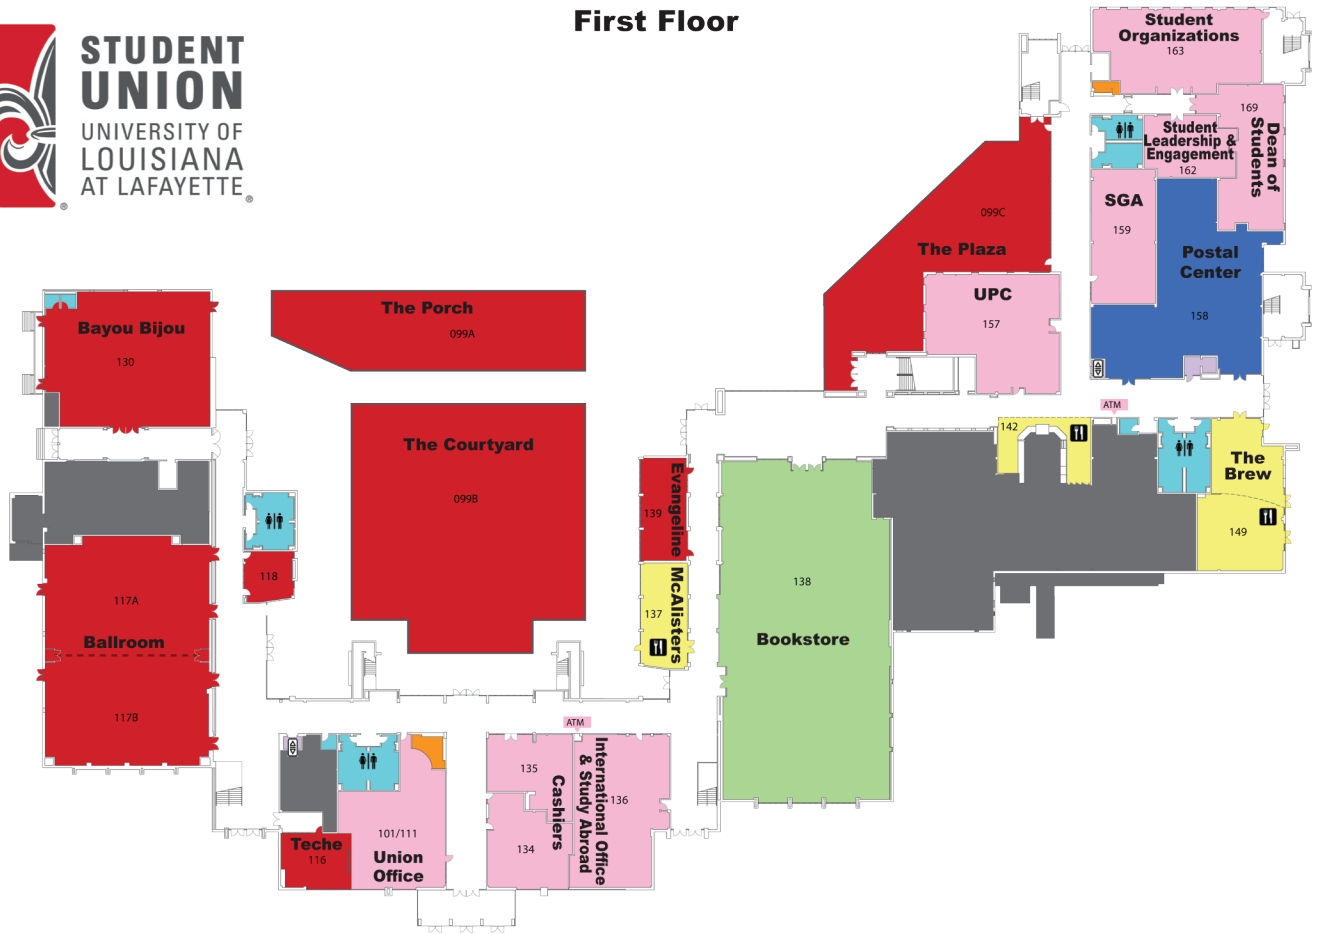 First Floor
STUDENT
UNION
UNIVERSITY OF
LOUISIANA
AT LAFAYETTE®
®
Student
Organizations
163
169
Dean of
Students
Student
Leadership &
Engagement
162
SGA
159
Postal
Center
158
099C
The Plaza
UPC
157
The Porch
099A
Bayou Bijou
130
The Courtyard
099B
ATM
142
The
Brew
149
Evangeline
139
McAlisters
137
138
Bookstore
118
117A
Ballroom
117B
ATM
135
Cashiers
134
International Office
& Study Abroad
136
101/111
Union
Office
Teche
116